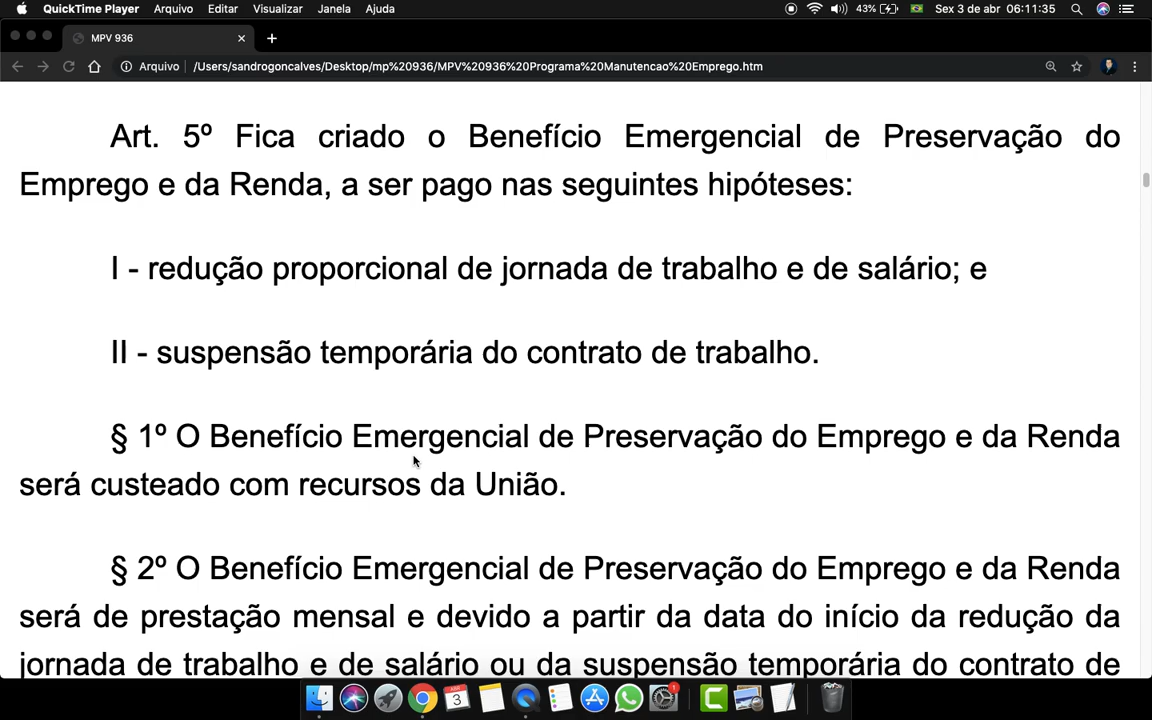 QuickTime Player Arquivo Editar Visualizar Janela Ajuda 43% Sex 3 de abr 06:11:35
MPV 936
Arquivo /Users/sandrogoncalves/Desktop/mp%20936/MPV%20936%20Programa%20Manutencao%20Emprego.htm
Art. 5º Fica criado o Benefício Emergencial de Preservação do
Emprego e da Renda, a ser pago nas seguintes hipóteses:
I - redução proporcional de jornada de trabalho e de salário; e
II - suspensão temporária do contrato de trabalho.
§ 1º O Benefício Emergencial de Preservação do Emprego e da Renda
será custeado com recursos da União.
§ 2º O Benefício Emergencial de Preservação do Emprego e da Renda
será de prestação mensal e devido a partir da data do início da redução da
jornada de trabalho e de salário ou da suspensão temporária do contrato de
3
1